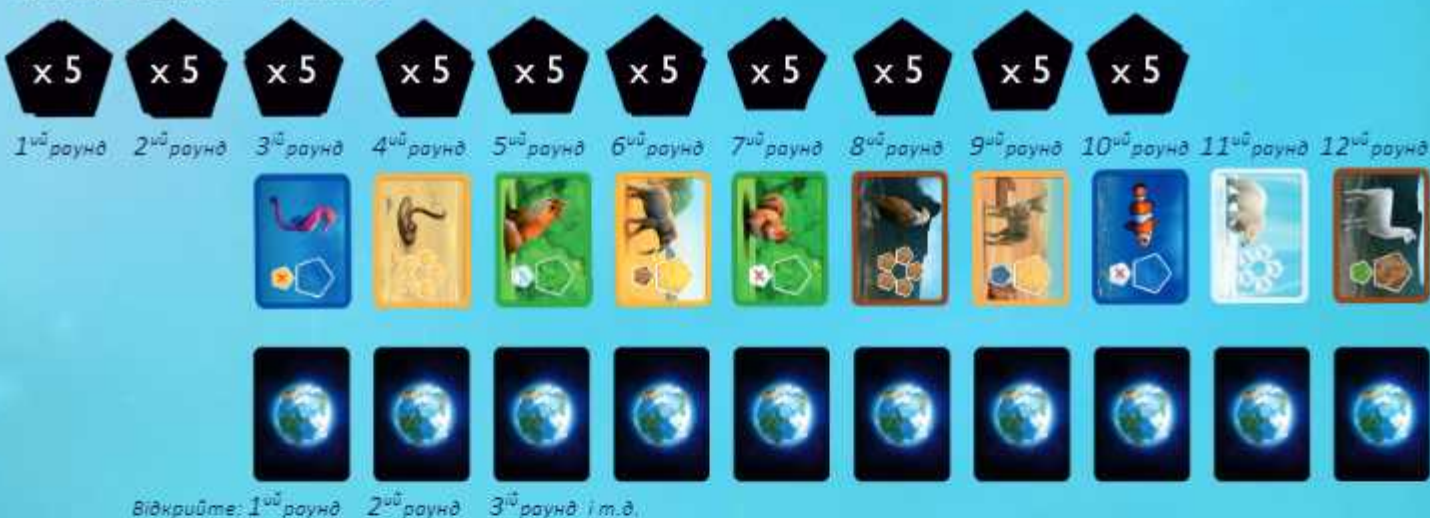 x 5 x 5 x 5 x 5 x 5 x 5 x 5 x 5 x 5 x 5
1ий раунд 2ий раунд 3ій раунд 4ий раунд 5ий раунд 6ий раунд 7ий раунд 8ий раунд 9ий раунд 10ий раунд 11ий раунд 12ий раунд
Відкрийте: 1ий раунд 2ий раунд 3ій раунд і т.д.